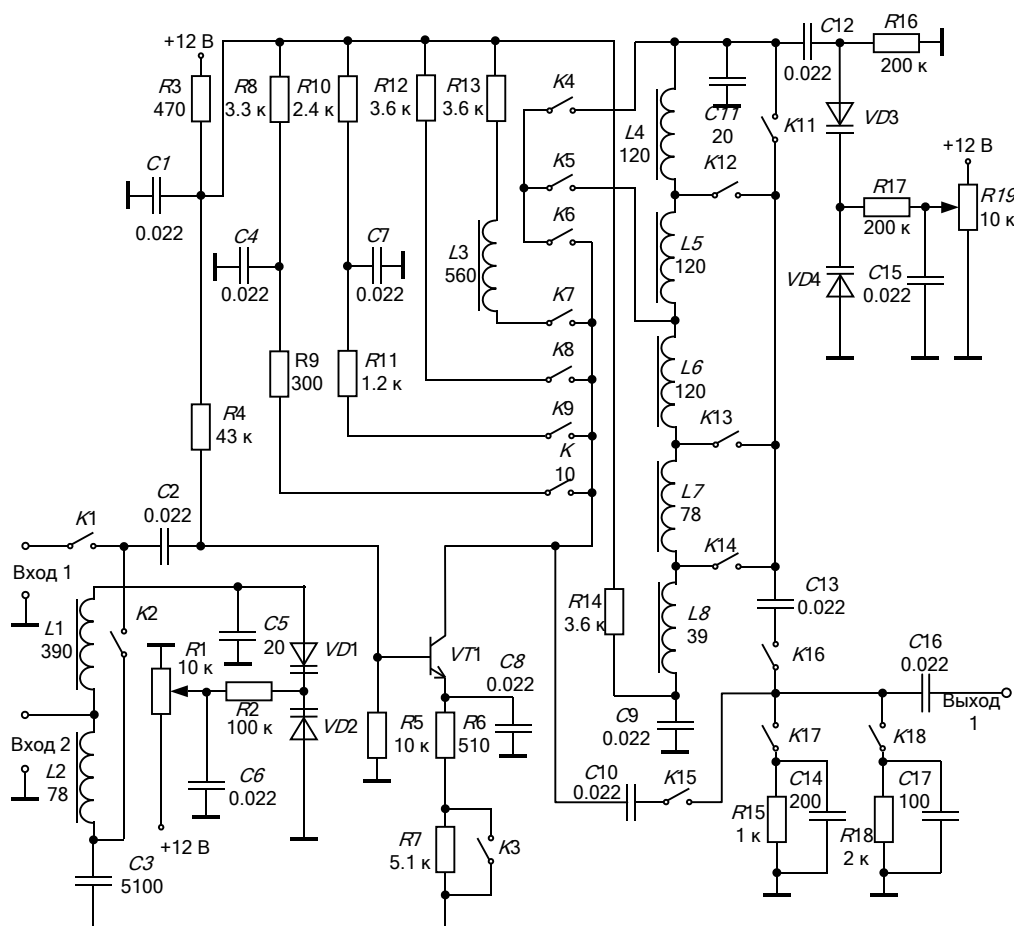 +12 В
R3
470
R8
3.3 к
R10
2.4 к
R12
3.6 к
R13
3.6 к
K4
C12
0.022
R16
200 к
C11
20
K11
VD3
L4
120
K12
K5
K6
+12 В
R17
200 к
R19
10 к
C1
0.022
C4
0.022
C7
0.022
L3
560
L5
120
VD4
C15
0.022
K7
K8
R9
300
R11
1.2 к
L6
120
R4
43 к
K9
K13
K
10
L7
78
C2
0.022
K1
K14
Вход 1
K2
C13
0.022
L1
390
C5
20
VD1
R14
3.6 к
L8
39
R1
10 к
VT1
C8
0.022
K16
C16
0.022
R2
100 к
VD2
R5
10 к
R6
510
C9
0.022
Выход
1
Вход 2
K17
K18
L2
78
C6
0.022
C10
0.022
K15
C14
200
C17
100
R15
1 к
R18
2 к
+12 В
R7
5.1 к
K3
C3
5100